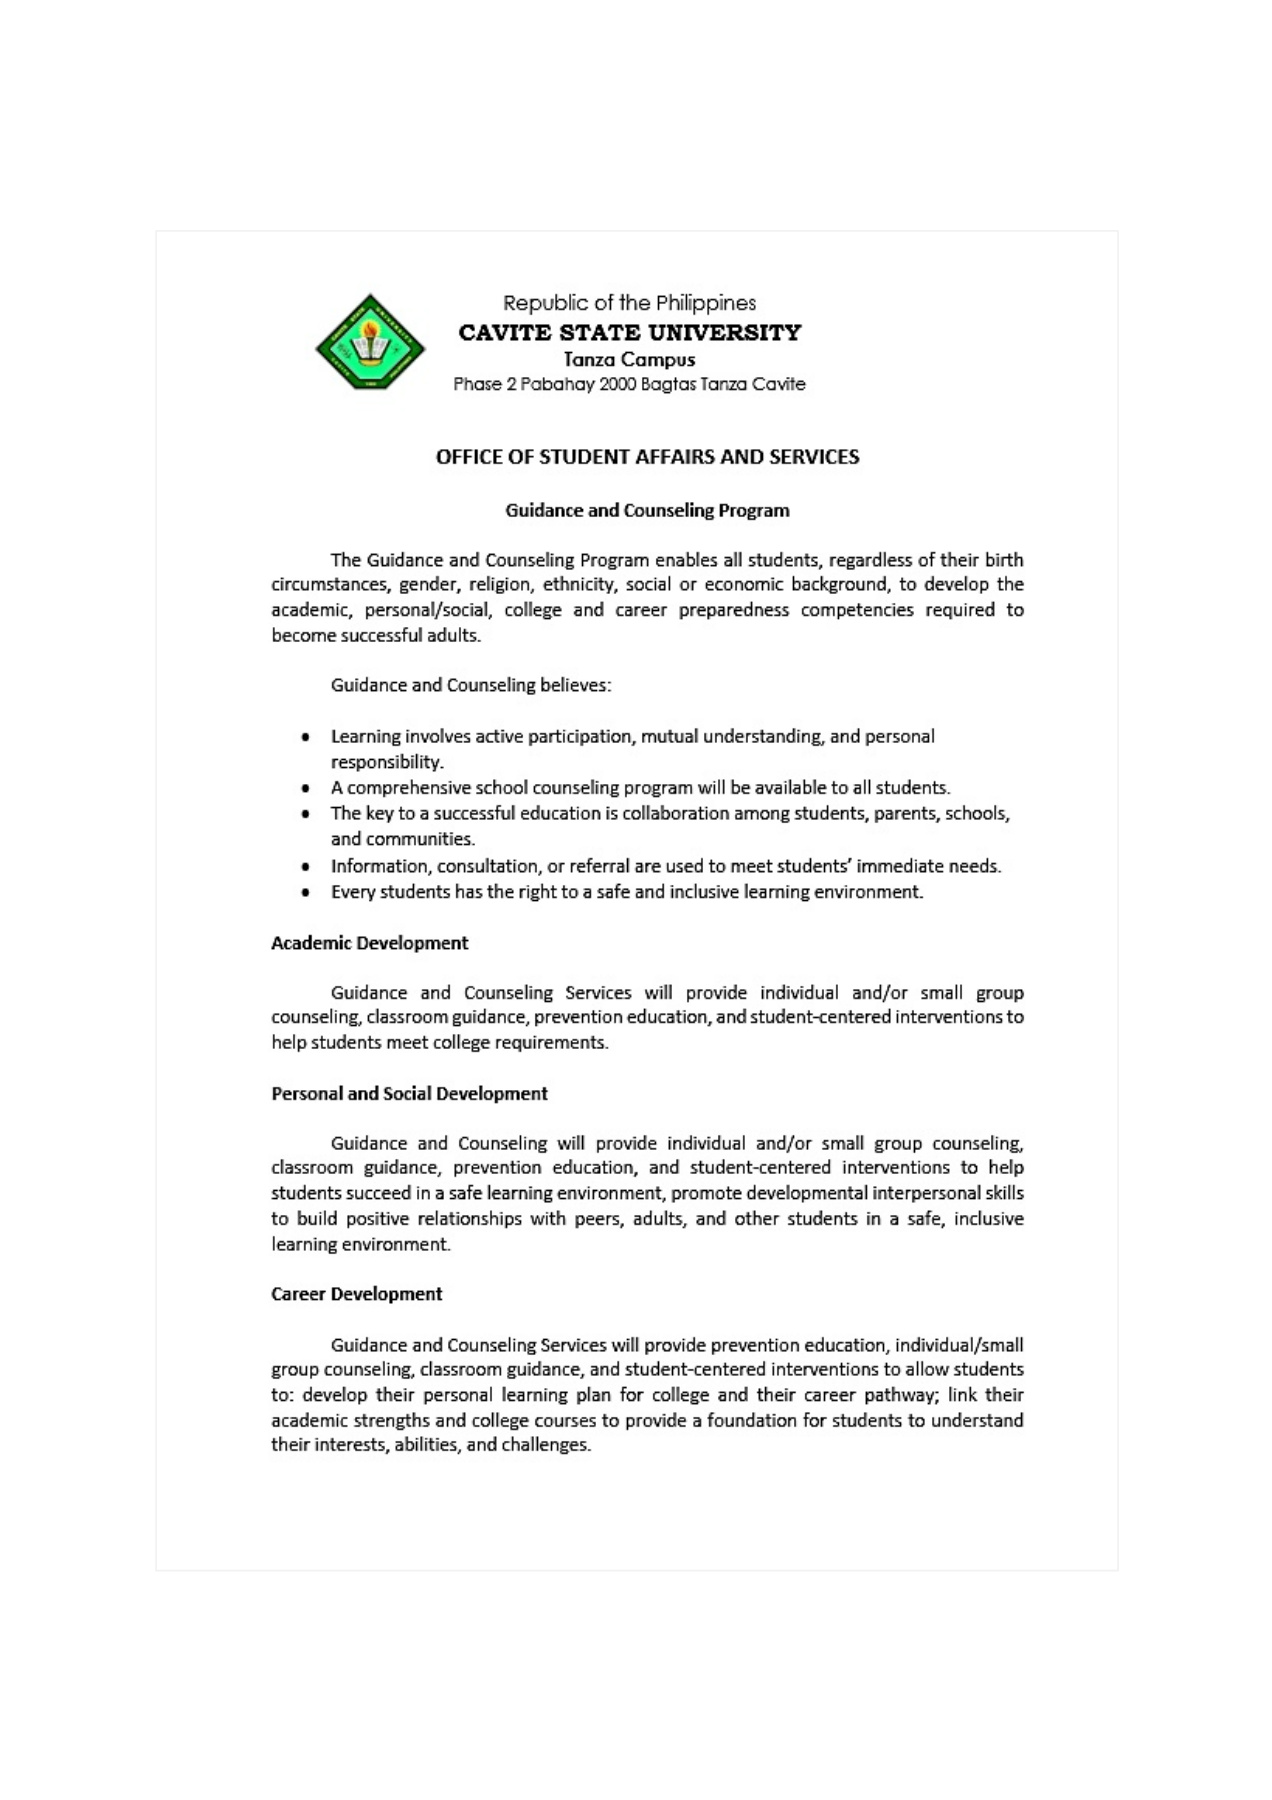 Republic of the Philippines
CAVITE STATE UNIVERSITY
Tanza Campus
Phase 2 Pabahay 2000 Bagtas Tanza Cavite
OFFICE OF STUDENT AFFAIRS AND SERVICES
Guidance and Counseling Program
The Guidance and Counseling Program enables all students, regardless of their birth
circumstances, gender, religion, ethnicity, social or economic background, to develop the
academic, personal/social, college and career preparedness competencies required to
become successful adults.
Guidance and Counseling believes:
• Learning involves active participation, mutual understanding, and personal
responsibility.
• A comprehensive school counseling program will be available to all students.
• The key to a successful education is collaboration among students, parents, schools,
and communities.
• Information, consultation, or referral are used to meet students’ immediate needs.
• Every students has the right to a safe and inclusive learning environment.
Academic Development
Guidance and Counseling Services will provide individual and/or small group
counseling, classroom guidance, prevention education, and student-centered interventions to
help students meet college requirements.
Personal and Social Development
Guidance and Counseling will provide individual and/or small group counseling,
classroom guidance, prevention education, and student-centered interventions to help
students succeed in a safe learning environment, promote developmental interpersonal skills
to build positive relationships with peers, adults, and other students in a safe, inclusive
learning environment.
Career Development
Guidance and Counseling Services will provide prevention education, individual/small
group counseling, classroom guidance, and student-centered interventions to allow students
to: develop their personal learning plan for college and their career pathway; link their
academic strengths and college courses to provide a foundation for students to understand
their interests, abilities, and challenges.